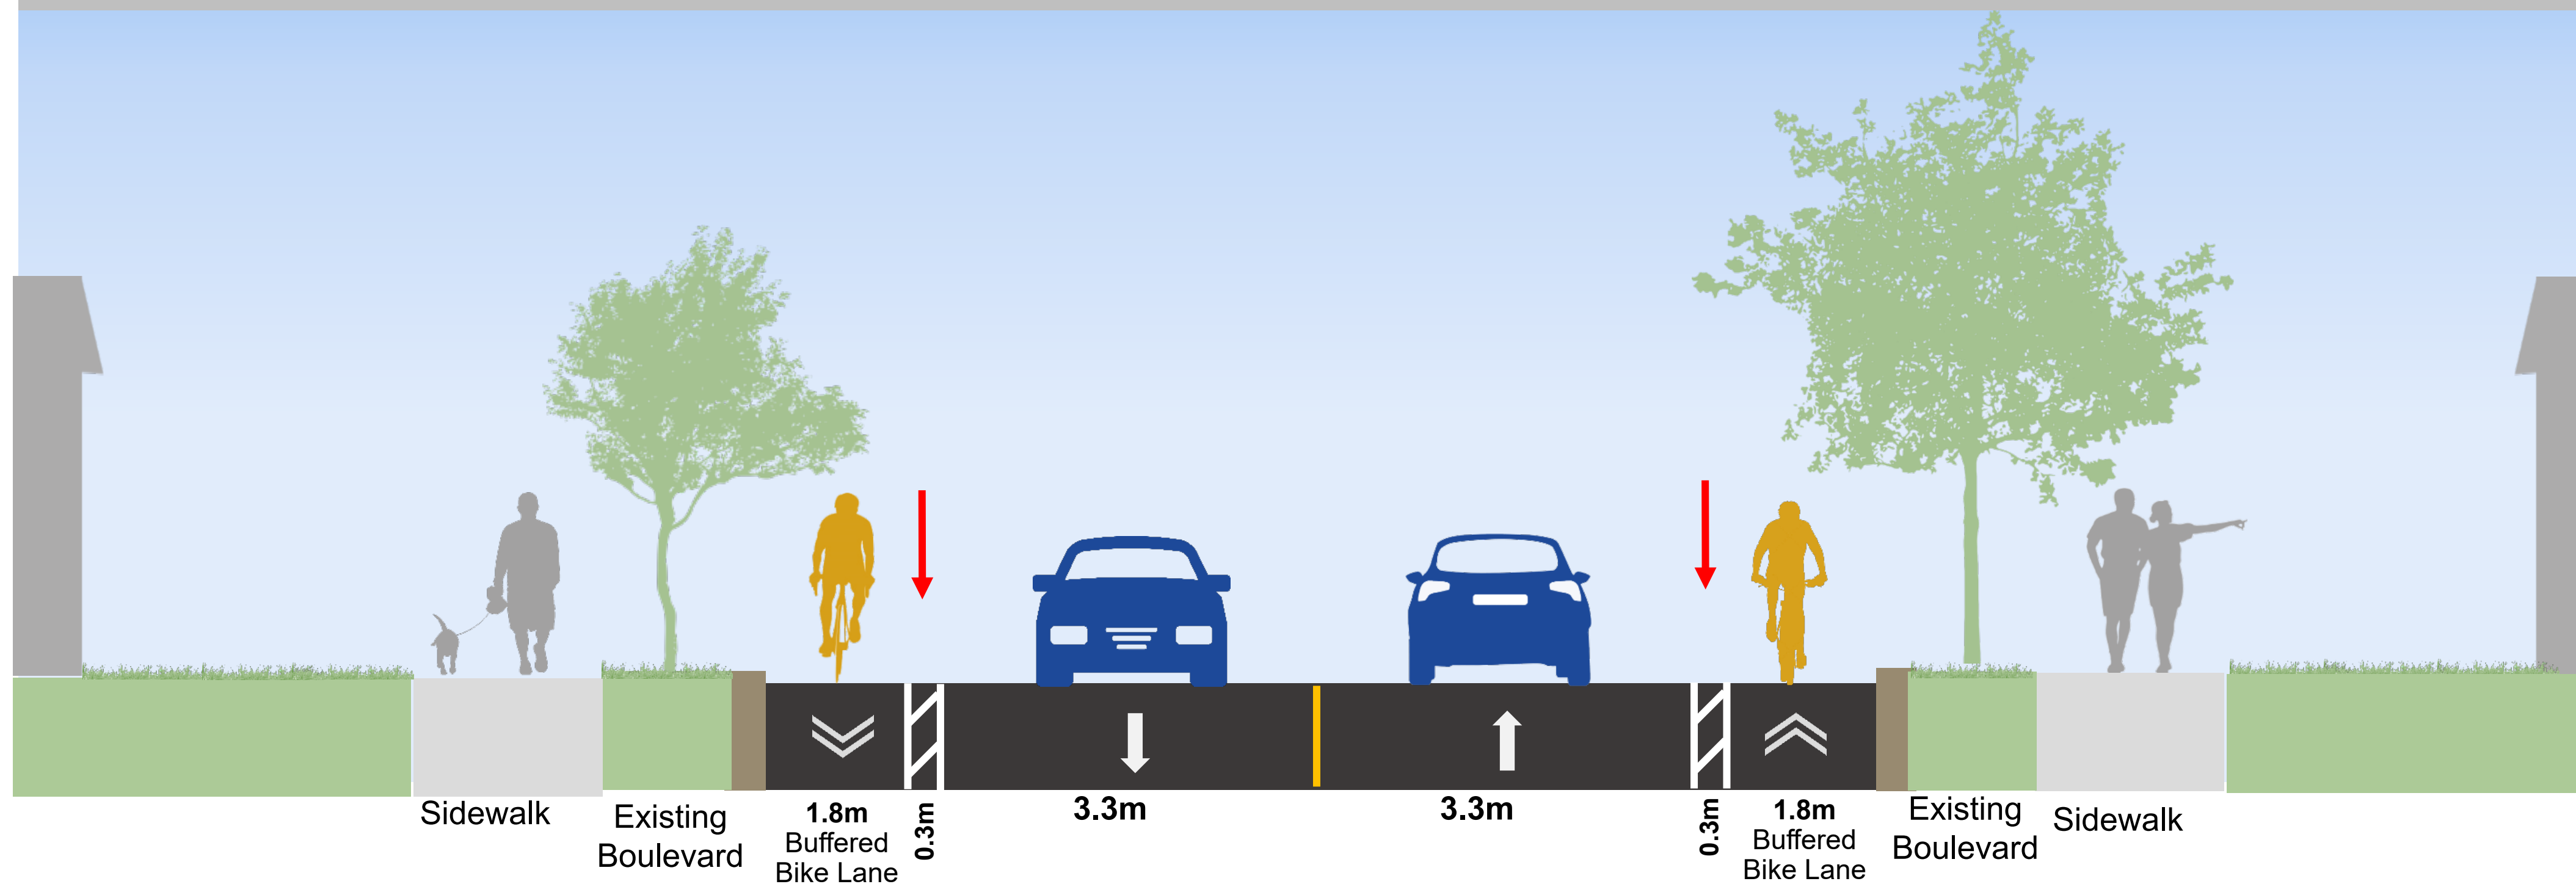 Sidewalk
Existing
Boulevard
1.8m
Buffered
Bike Lane
0.3m
3.3m
3.3m
0.3m
1.8m
Buffered
Bike Lane
Existing
Boulevard
Sidewalk